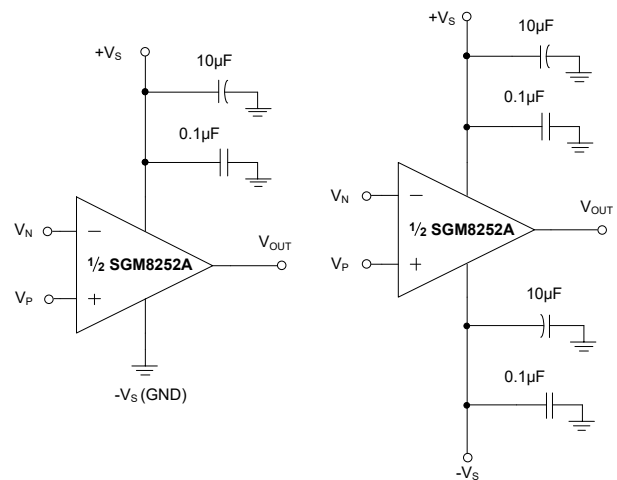 +VS
10µF
0.1µF
VN
−
½ SGM8252A
VOUT
VP
+
-VS (GND)
+VS
10µF
0.1µF
VN
−
½ SGM8252A
VOUT
VP
+
10µF
0.1µF
-VS